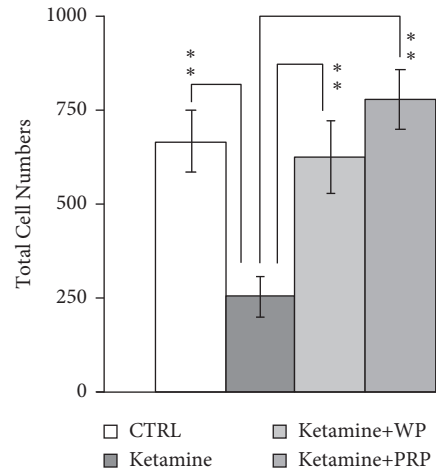 1000
750
500
250
0
Total Cell Numbers
* *
* *
* *
CTRL
Ketamine+WP
Ketamine
Ketamine+PRP